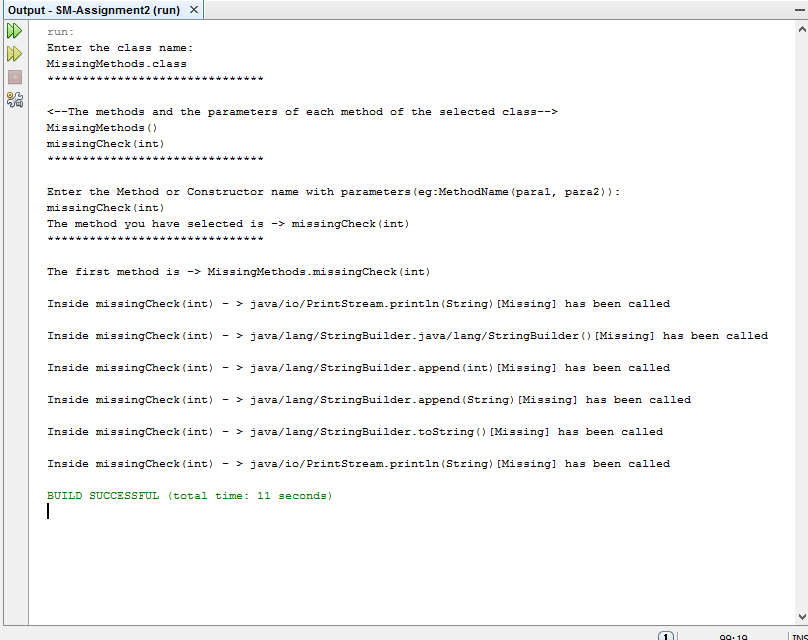 Output - SM-Assignment2 (run) ×
run:
Enter the class name:
MissingMethods.class
*******************************
<--The methods and the parameters of each method of the selected class-->
MissingMethods()
missingCheck(int)
*******************************
Enter the Method or Constructor name with parameters(eg:MethodName(para1, para2)):
missingCheck(int)
The method you have selected is -> missingCheck(int)
*******************************
The first method is -> MissingMethods.missingCheck(int)
Inside missingCheck(int) - > java/io/PrintStream.println(String)[Missing] has been called
Inside missingCheck(int) - > java/lang/StringBuilder.java/lang/StringBuilder()[Missing] has been called
Inside missingCheck(int) - > java/lang/StringBuilder.append(int)[Missing] has been called
Inside missingCheck(int) - > java/lang/StringBuilder.append(String)[Missing] has been called
Inside missingCheck(int) - > java/lang/StringBuilder.toString()[Missing] has been called
Inside missingCheck(int) - > java/io/PrintStream.println(String)[Missing] has been called
BUILD SUCCESSFUL (total time: 11 seconds)
1 99:19 INS